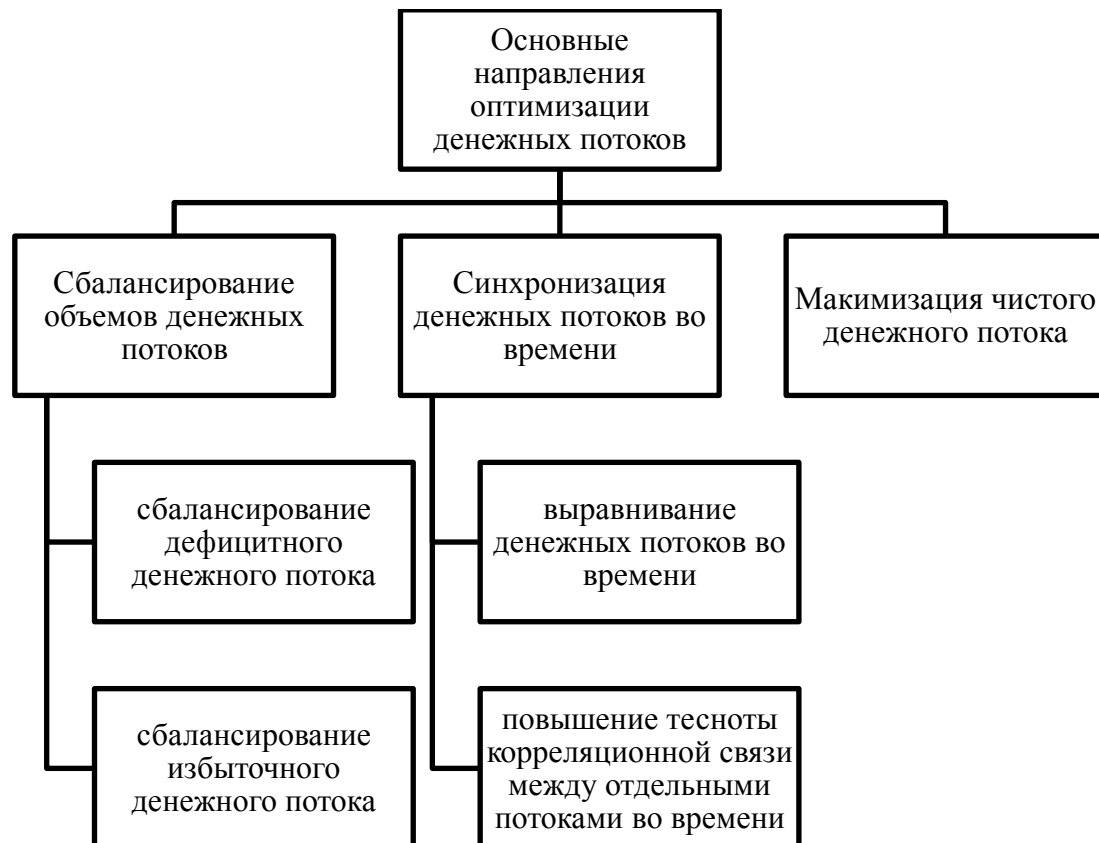 Основные
направления
оптимизации
денежных потоков
Сбалансирование
объемов денежных
потоков
сбалансирование
дефицитного
денежного потока
сбалансирование
избыточного
денежного потока
Синхронизация
денежных потоков во
времени
выравнивание
денежных потоков во
времени
повышение тесноты
корреляционной связи
между отдельными
потоками во времени
Макимизация чистого
денежного потока